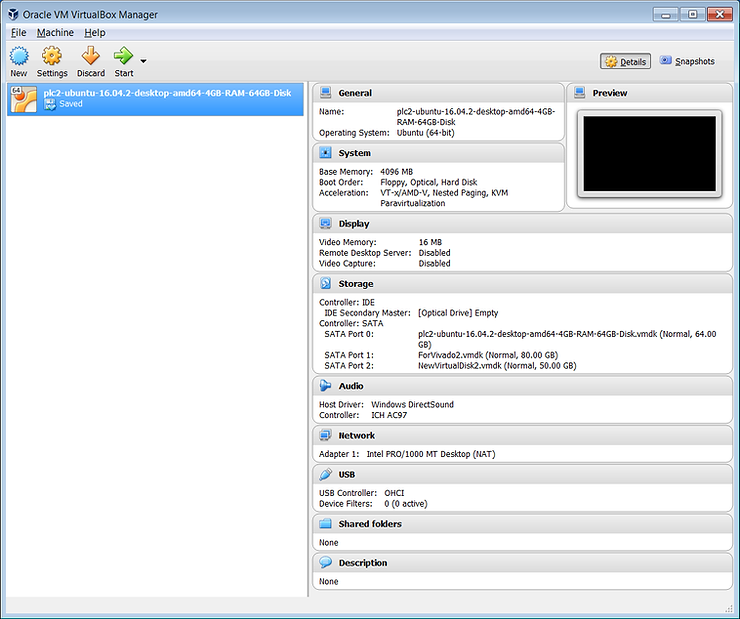 Oracle VM VirtualBox Manager
File Machine Help
New Settings Discard Start
Details Snapshots
64
plc2-ubuntu-16.04.2-desktop-amd64-4GB-RAM-64GB-Disk
Saved
General
Name: plc2-ubuntu-16.04.2-desktop-amd64-4GB-
RAM-64GB-Disk
Operating System: Ubuntu (64-bit)
Preview
System
Base Memory: 4096 MB
Boot Order: Floppy, Optical, Hard Disk
Acceleration: VT-x/AMD-V, Nested Paging, KVM
Paravirtualization
Display
Video Memory: 16 MB
Remote Desktop Server: Disabled
Video Capture: Disabled
Storage
Controller: IDE
IDE Secondary Master: [Optical Drive] Empty
Controller: SATA
SATA Port 0: plc2-ubuntu-16.04.2-desktop-amd64-4GB-RAM-64GB-Disk.vmdk (Normal, 64.00
GB)
SATA Port 1: ForVivado2.vmdk (Normal, 80.00 GB)
SATA Port 2: NewVirtualDisk2.vmdk (Normal, 50.00 GB)
Audio
Host Driver: Windows DirectSound
Controller: ICH AC97
Network
Adapter 1: Intel PRO/1000 MT Desktop (NAT)
USB
USB Controller: OHCI
Device Filters: 0 (0 active)
Shared folders
None
Description
None